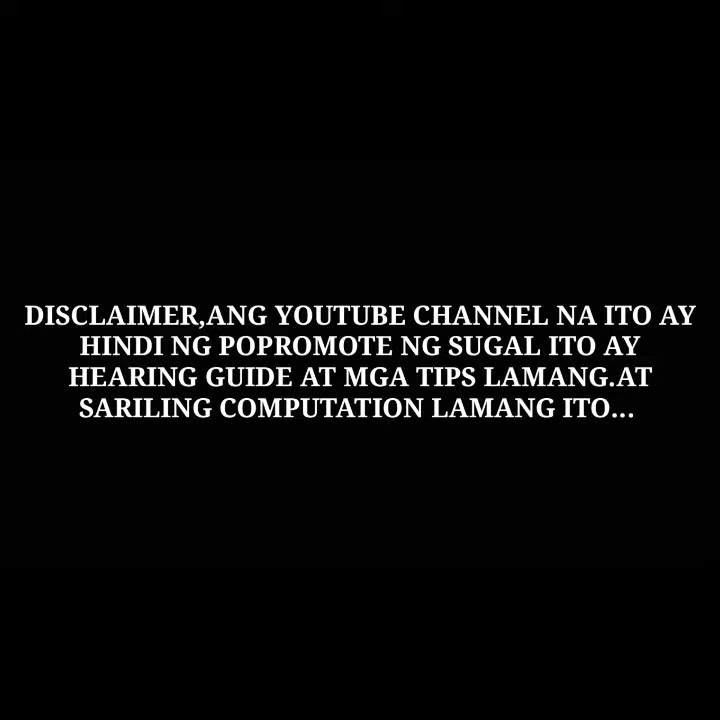 DISCLAIMER,ANG YOUTUBE CHANNEL NA ITO AY
HINDI NG POPROMOTE NG SUGAL ITO AY
HEARING GUIDE AT MGA TIPS LAMANG.AT
SARILING COMPUTATION LAMANG ITO...